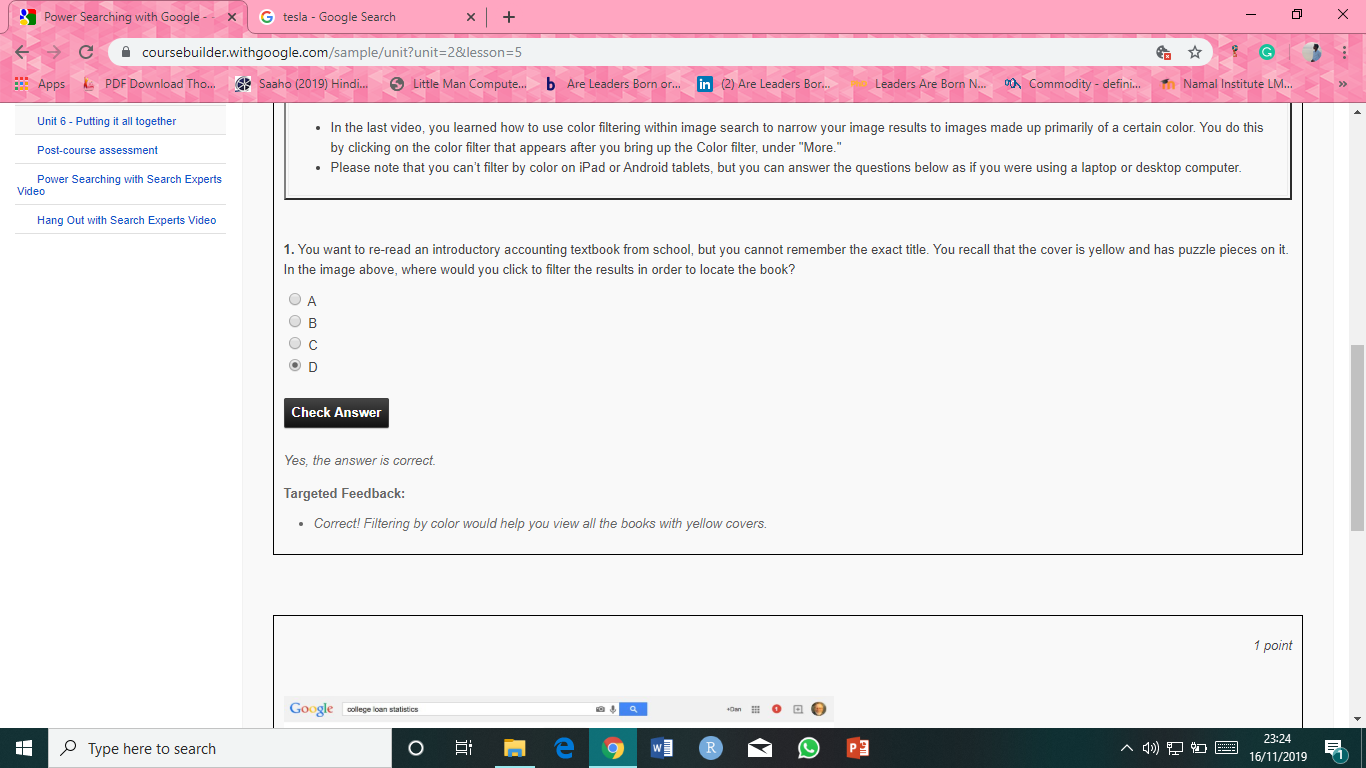 Power Searching with Google -
tesla - Google Search
coursebuilder.withgoogle.com/sample/unit?unit=2&lesson=5
Apps
PDF Download Tho...
Saaho (2019) Hindi...
Little Man Compute...
b Are Leaders Born or...
in (2) Are Leaders Bor...
Leaders Are Born N...
Commodity - defini...
Namal Institute LM...
»
Unit 6 - Putting it all together
Post-course assessment
Power Searching with Search Experts
Video
Hang Out with Search Experts Video
• In the last video, you learned how to use color filtering within image search to narrow your image results to images made up primarily of a certain color. You do this
by clicking on the color filter that appears after you bring up the Color filter, under "More."
• Please note that you can't filter by color on iPad or Android tablets, but you can answer the questions below as if you were using a laptop or desktop computer.
1. You want to re-read an introductory accounting textbook from school, but you cannot remember the exact title. You recall that the cover is yellow and has puzzle pieces on it.
In the image above, where would you click to filter the results in order to locate the book?
A
B
C
D
Check Answer
Yes, the answer is correct.
Targeted Feedback:
• Correct! Filtering by color would help you view all the books with yellow covers.
1 point
Google college loan statistics +Dan 1
Type here to search
23:24
16/11/2019
1